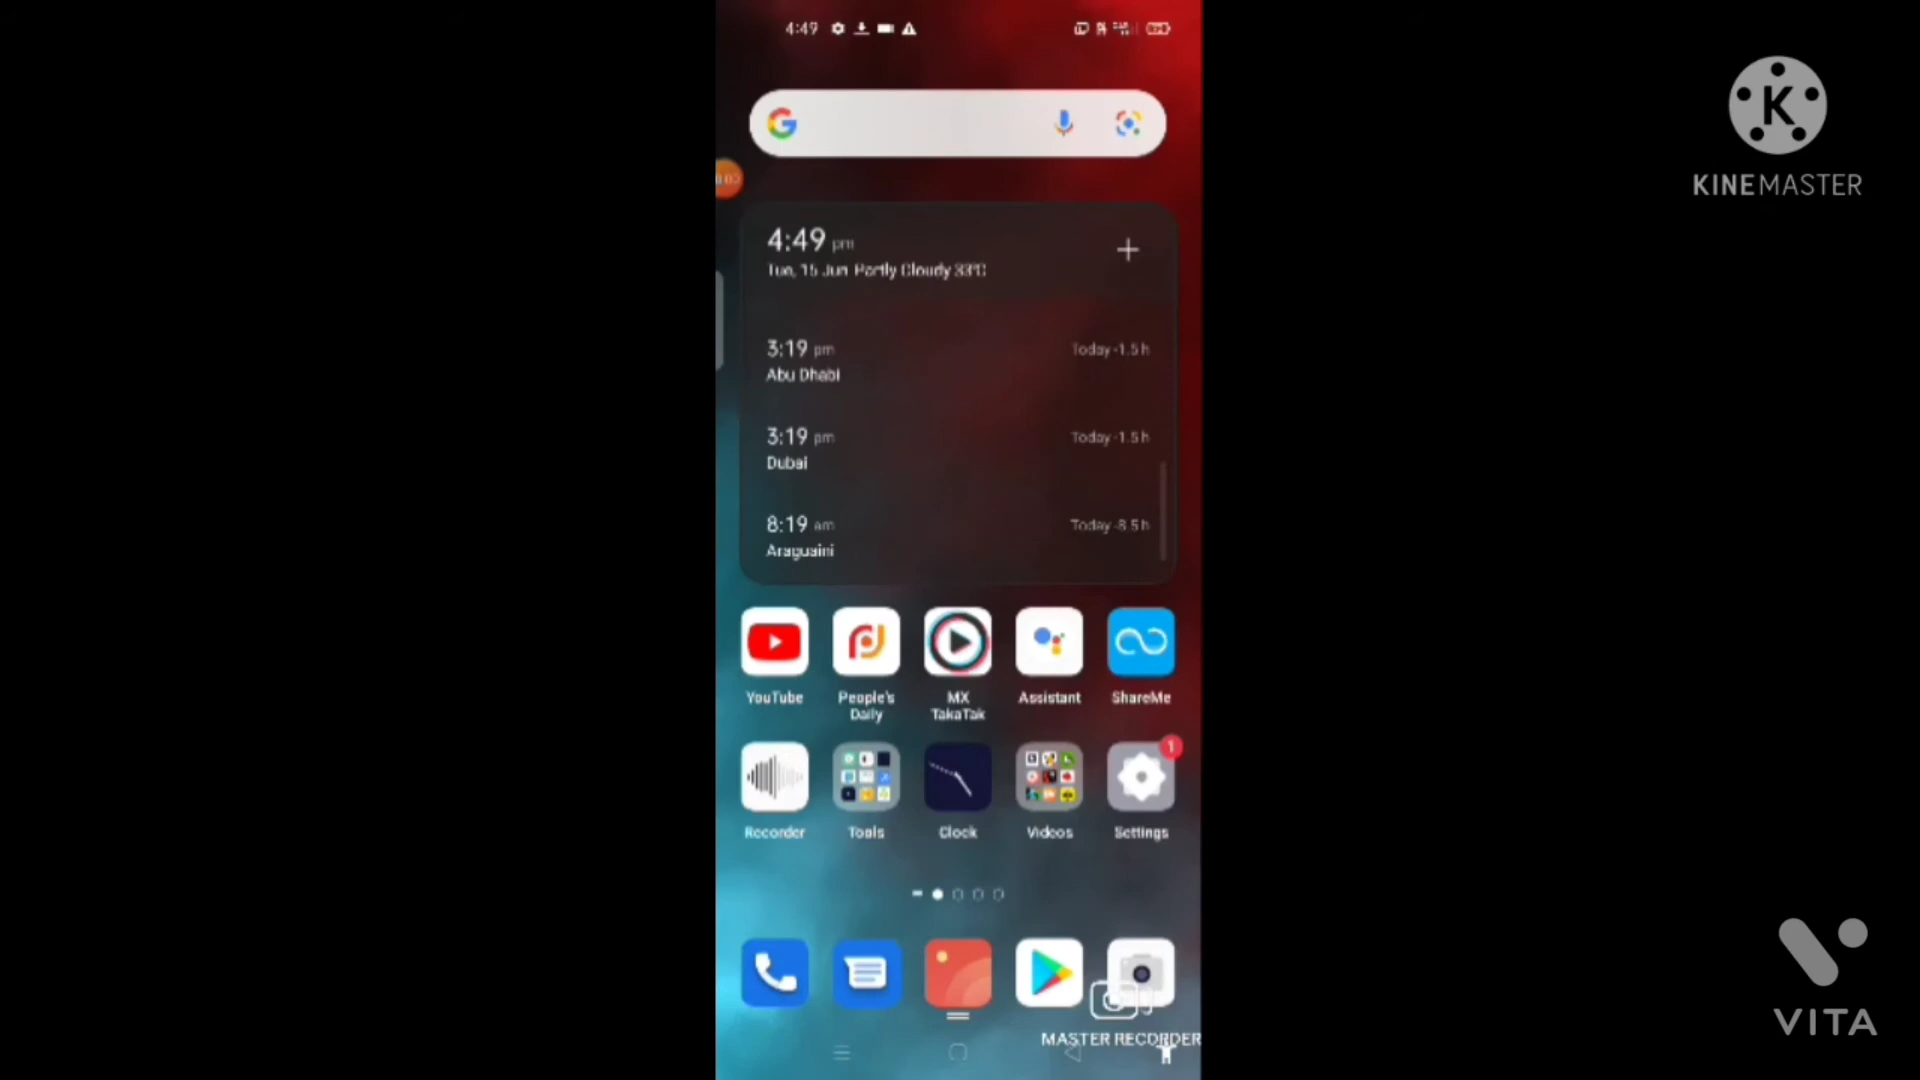 4:49
KINEMASTER
4:49 pm
Tue, 15 Jun Partly Cloudy 33°C
3:19 pm Today -1.5 h
Abu Dhabi
3:19 pm Today -1.5 h
Dubai
8:19 am Today -8.5 h
Araguaini
YouTube People's Daily MX TakaTak Assistant ShareMe
1
Recorder Tools Clock Videos Settings
MASTER RECORDER
VITA